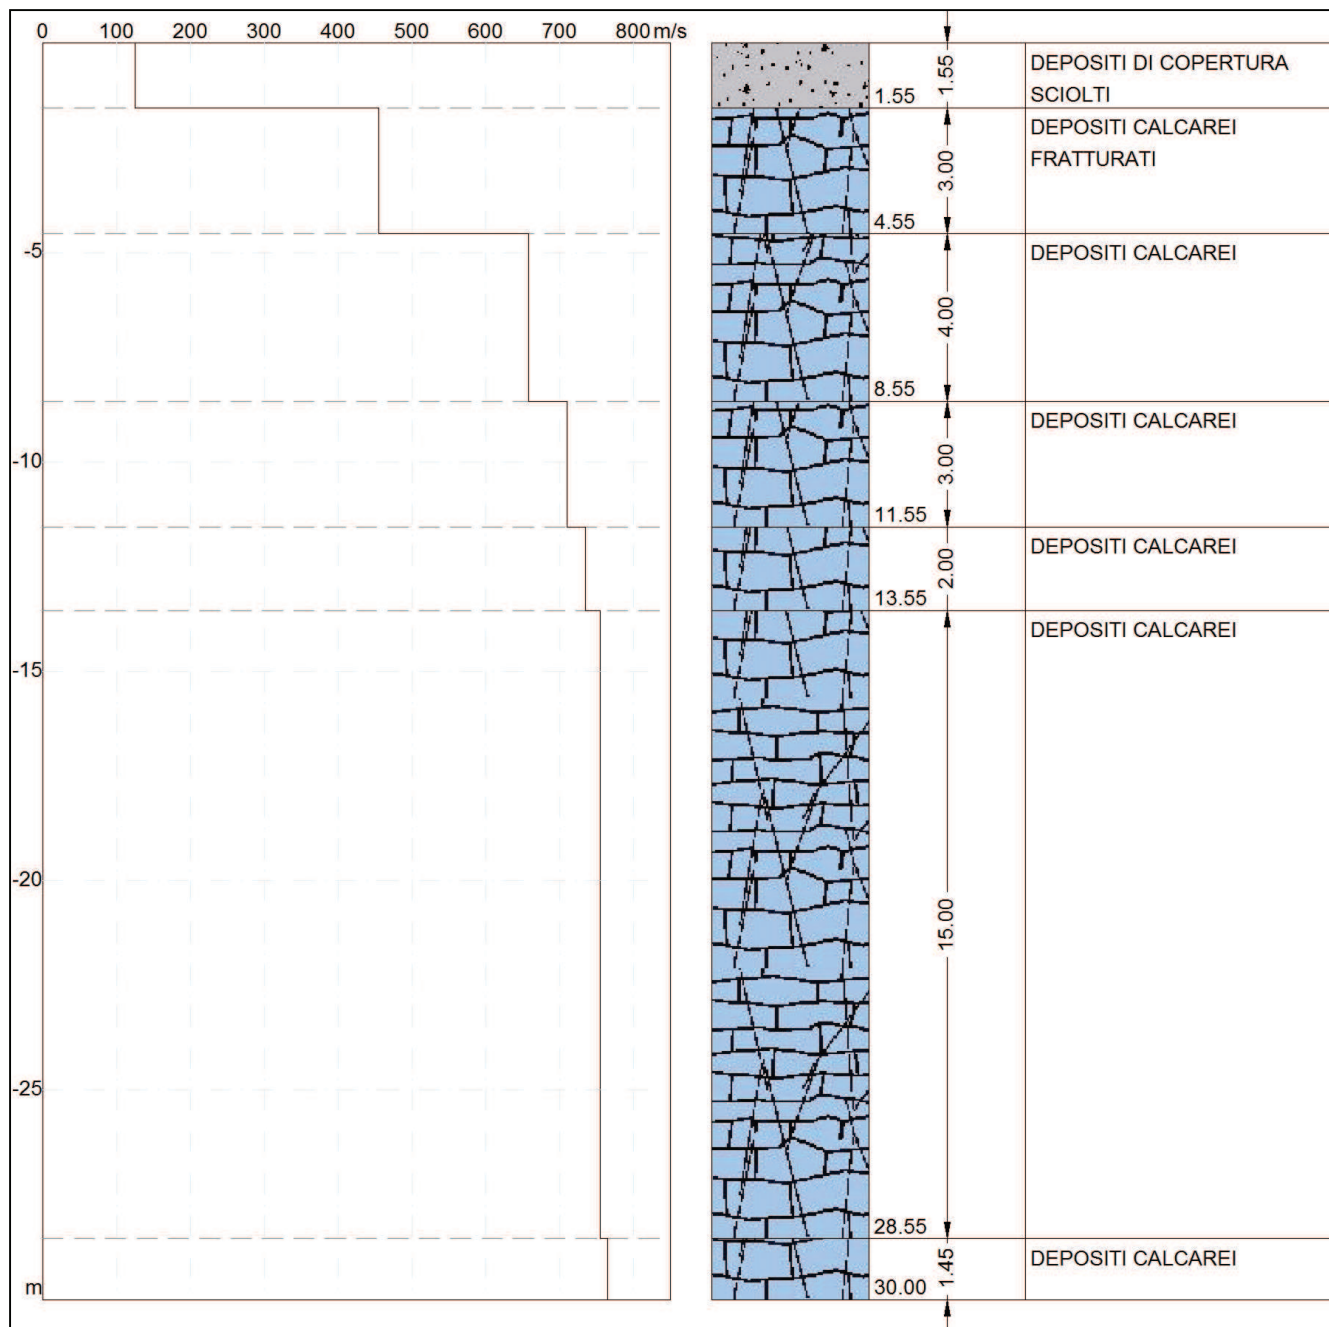 0 100 200 300 400 500 600 700 800 m/s
-5
-10
-15
-20
-25
m
1.55
1.55
DEPOSITI DI COPERTURA
SCIOLTI
4.55
3.00
DEPOSITI CALCAREI
FRATTURATI
8.55
4.00
DEPOSITI CALCAREI
11.55
3.00
DEPOSITI CALCAREI
13.55
2.00
DEPOSITI CALCAREI
28.55
15.00
DEPOSITI CALCAREI
30.00
1.45
DEPOSITI CALCAREI